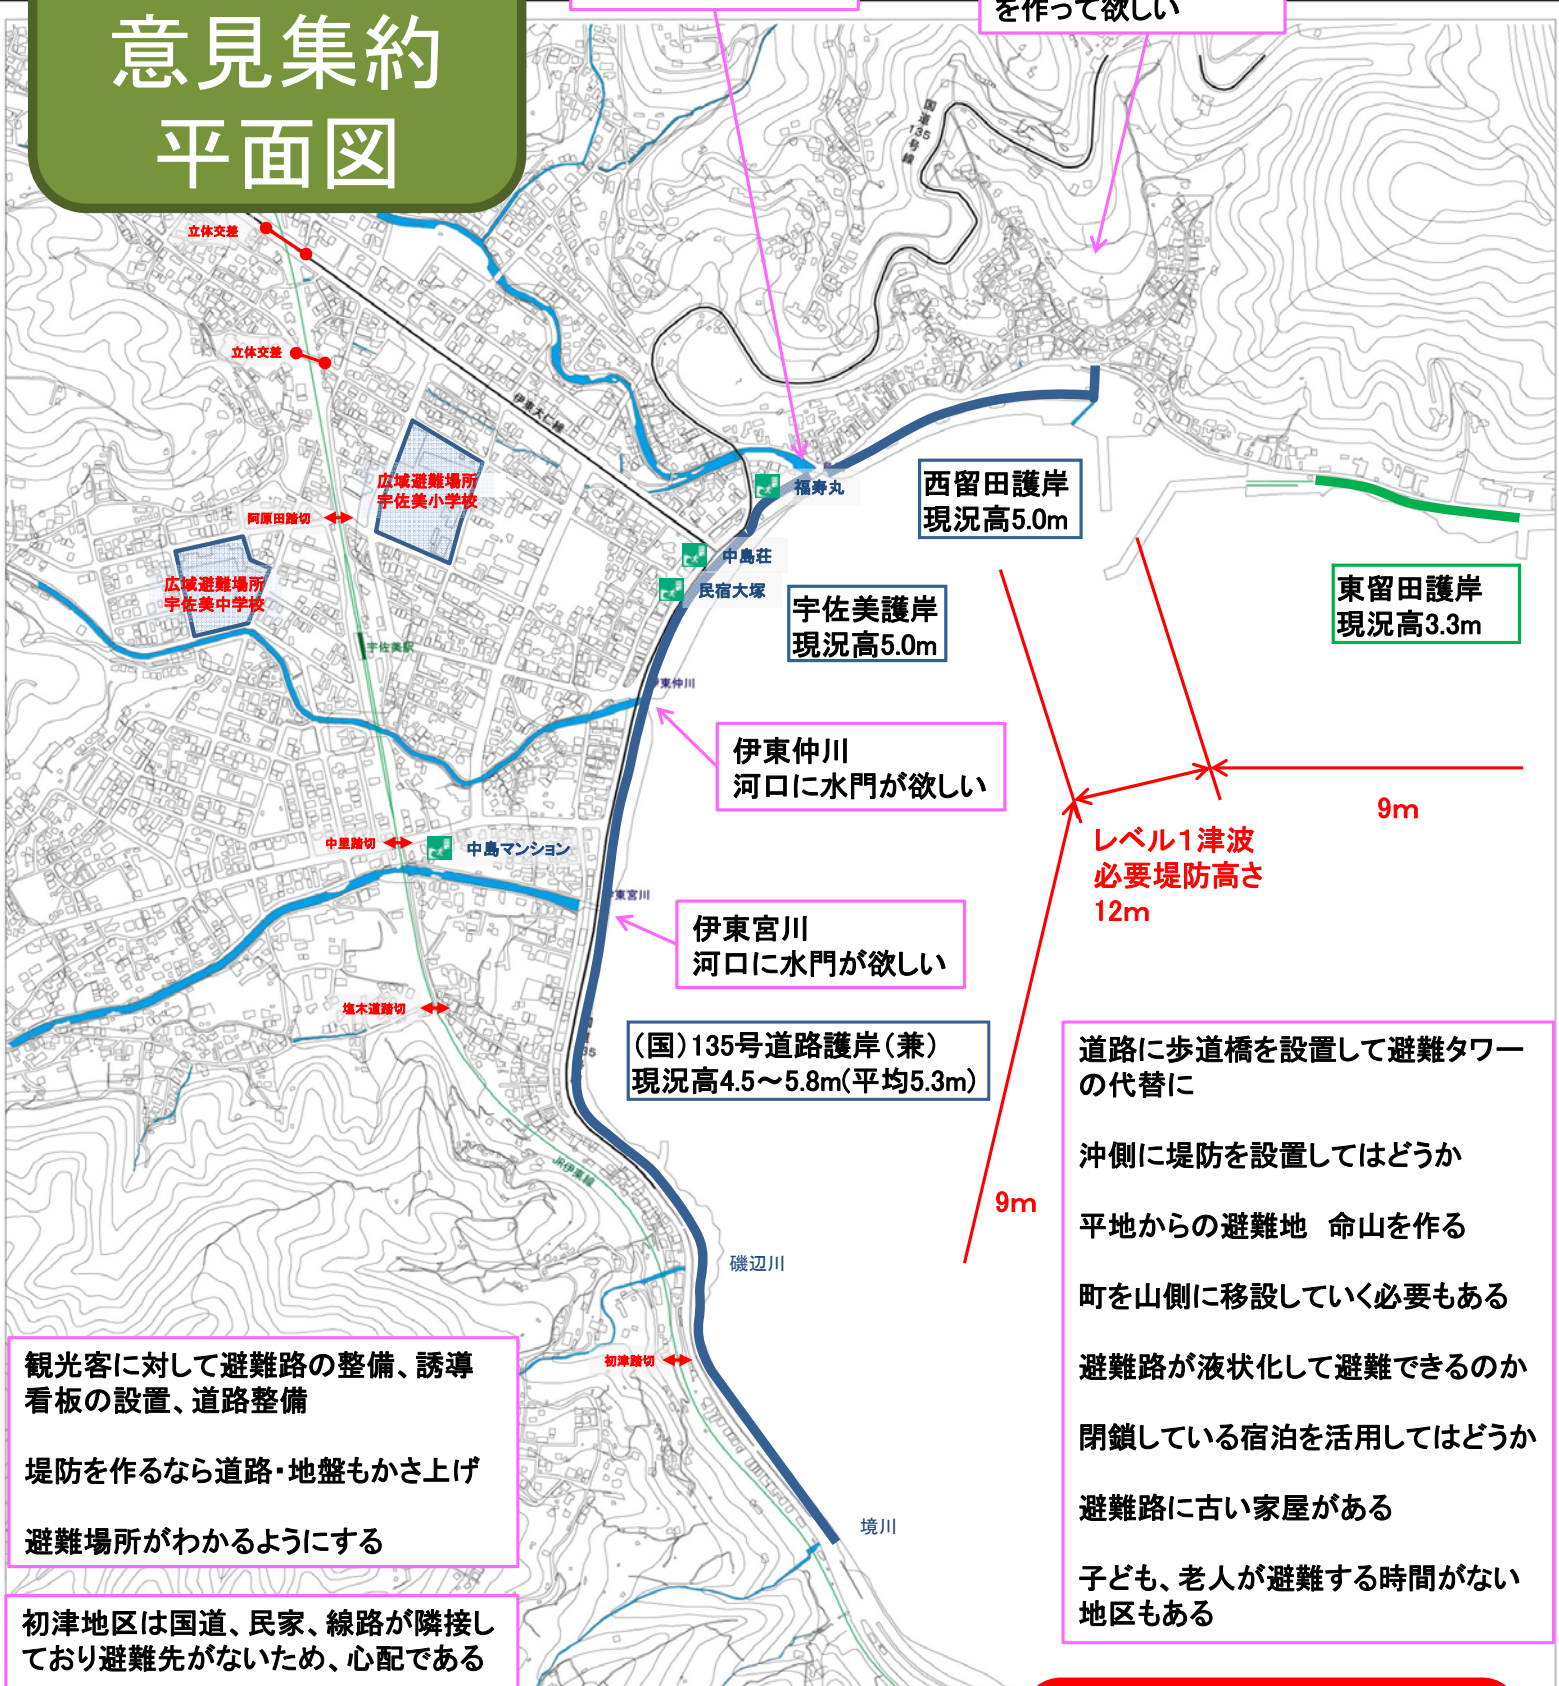 意見集約
平面図
を作って欲しい
国道135号線
立体交差
立体交差
伊東大仁線
広域避難場所
宇佐美小学校
阿原田踏切
広域避難場所
宇佐美中学校
宇佐美駅
福寿丸
中島荘
民宿大塚
西留田護岸
現況高5.0m
宇佐美護岸
現況高5.0m
東留田護岸
現況高3.3m
東仲川
伊東仲川
河口に水門が欲しい
9m
レベル1津波
必要堤防高さ
12m
中里踏切
中島マンション
東宮川
伊東宮川
河口に水門が欲しい
塩木道踏切
(国)135号道路護岸(兼)
現況高4.5～5.8m(平均5.3m)
JR伊東線
9m
磯辺川
初津踏切
境川
道路に歩道橋を設置して避難タワー
の代替に
沖側に堤防を設置してはどうか
平地からの避難地　命山を作る
町を山側に移設していく必要もある
避難路が液状化して避難できるのか
閉鎖している宿泊を活用してはどうか
避難路に古い家屋がある
子ども、老人が避難する時間がない
地区もある
観光客に対して避難路の整備、誘導
看板の設置、道路整備
堤防を作るなら道路・地盤もかさ上げ
避難場所がわかるようにする
初津地区は国道、民家、線路が隣接し
ており避難先がないため、心配である